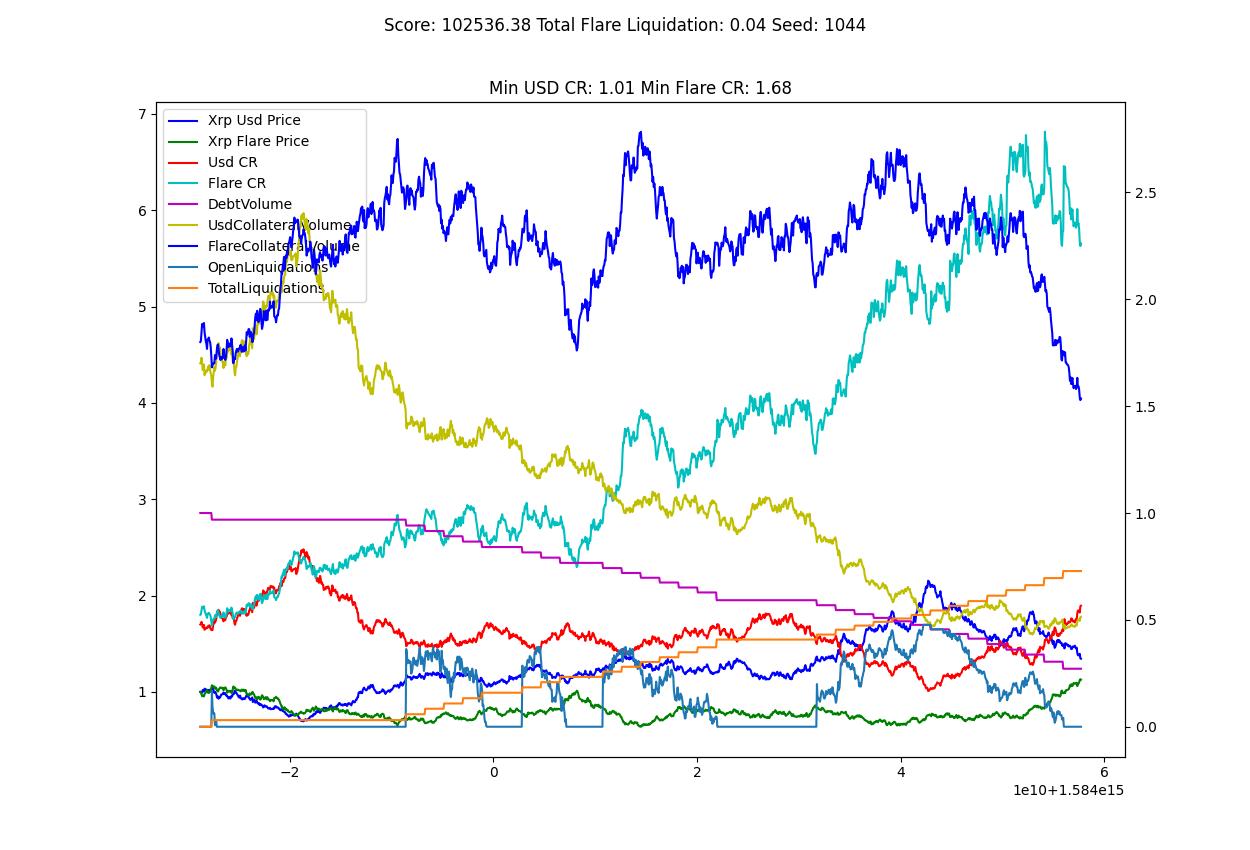 Score: 102536.38 Total Flare Liquidation: 0.04 Seed: 1044
Min USD CR: 1.01 Min Flare CR: 1.68
Xrp Usd Price
Xrp Flare Price
Usd CR
Flare CR
DebtVolume
UsdCollateralVolume
FlareCollateralVolume
OpenLiquidations
TotalLiquidations
7
6
5
4
3
2
1
2.5
2.0
1.5
1.0
0.5
0.0
−2 0 2 4 6
1e10+1.584e15